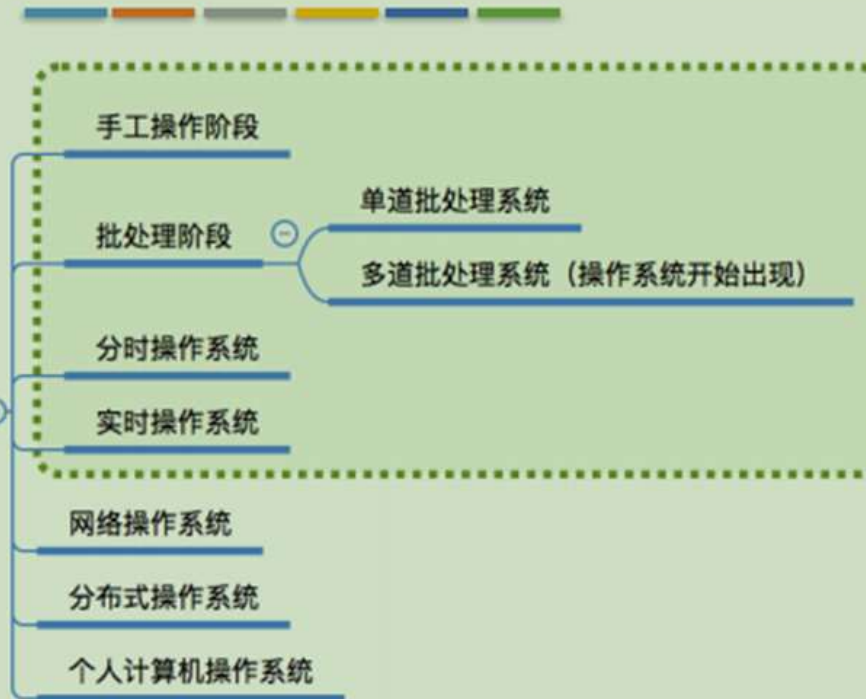 手工操作阶段
批处理阶段
单道批处理系统
多道批处理系统（操作系统开始出现）
分时操作系统
实时操作系统
网络操作系统
分布式操作系统
个人计算机操作系统